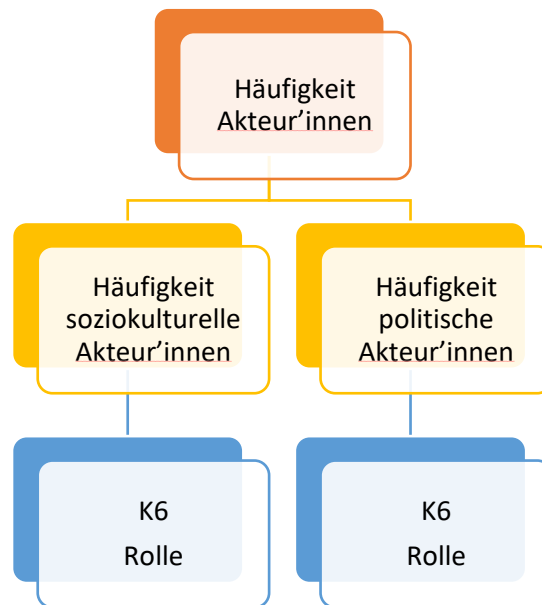 Häufigkeit
Akteur’innen
Häufigkeit
soziokulturelle
Akteur’innen
Häufigkeit
politische
Akteur’innen
K6
Rolle
K6
Rolle